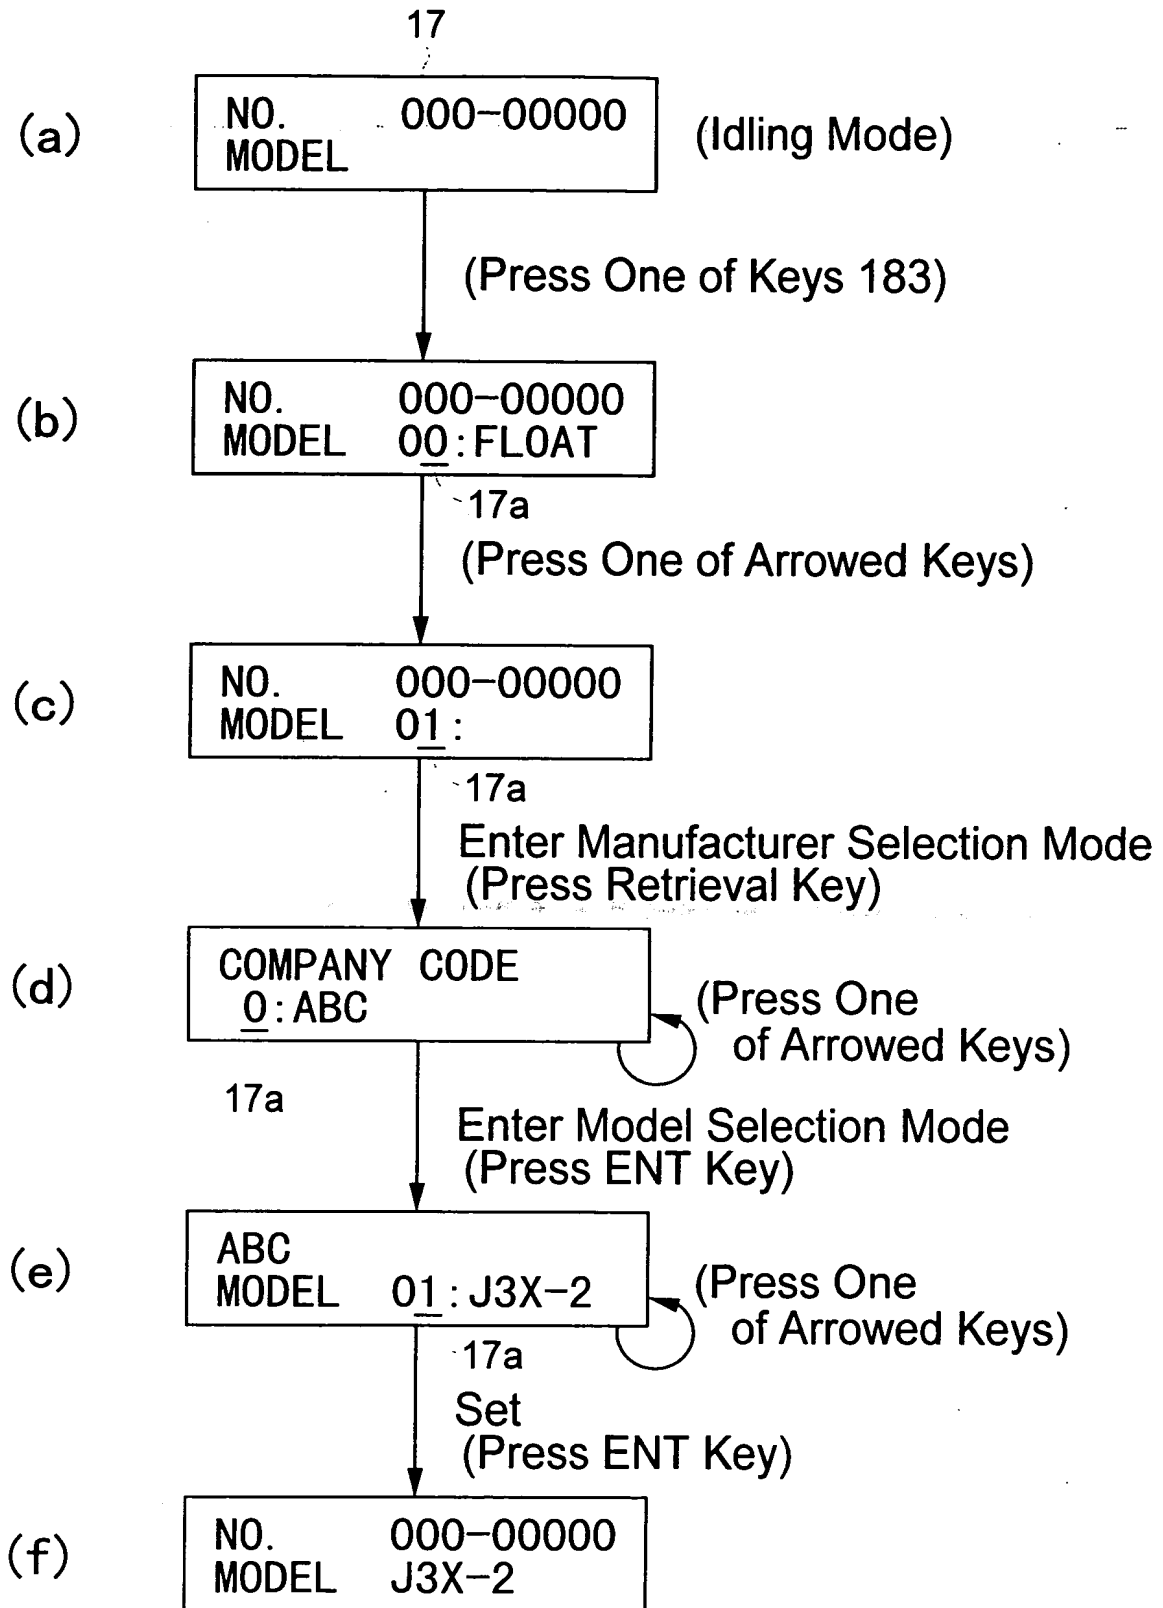 17
(a)
NO. 000-00000
MODEL
(Idling Mode)
(Press One of Keys 183)
(b)
NO. 000-00000
MODEL 00:FLOAT
17a
(Press One of Arrowed Keys)
(c)
NO. 000-00000
MODEL 01:
17a
Enter Manufacturer Selection Mode
(Press Retrieval Key)
(d)
COMPANY CODE
0:ABC
(Press One
of Arrowed Keys)
17a
Enter Model Selection Mode
(Press ENT Key)
(e)
ABC
MODEL 01:J3X-2
(Press One
of Arrowed Keys)
17a
Set
(Press ENT Key)
(f)
NO. 000-00000
MODEL J3X-2